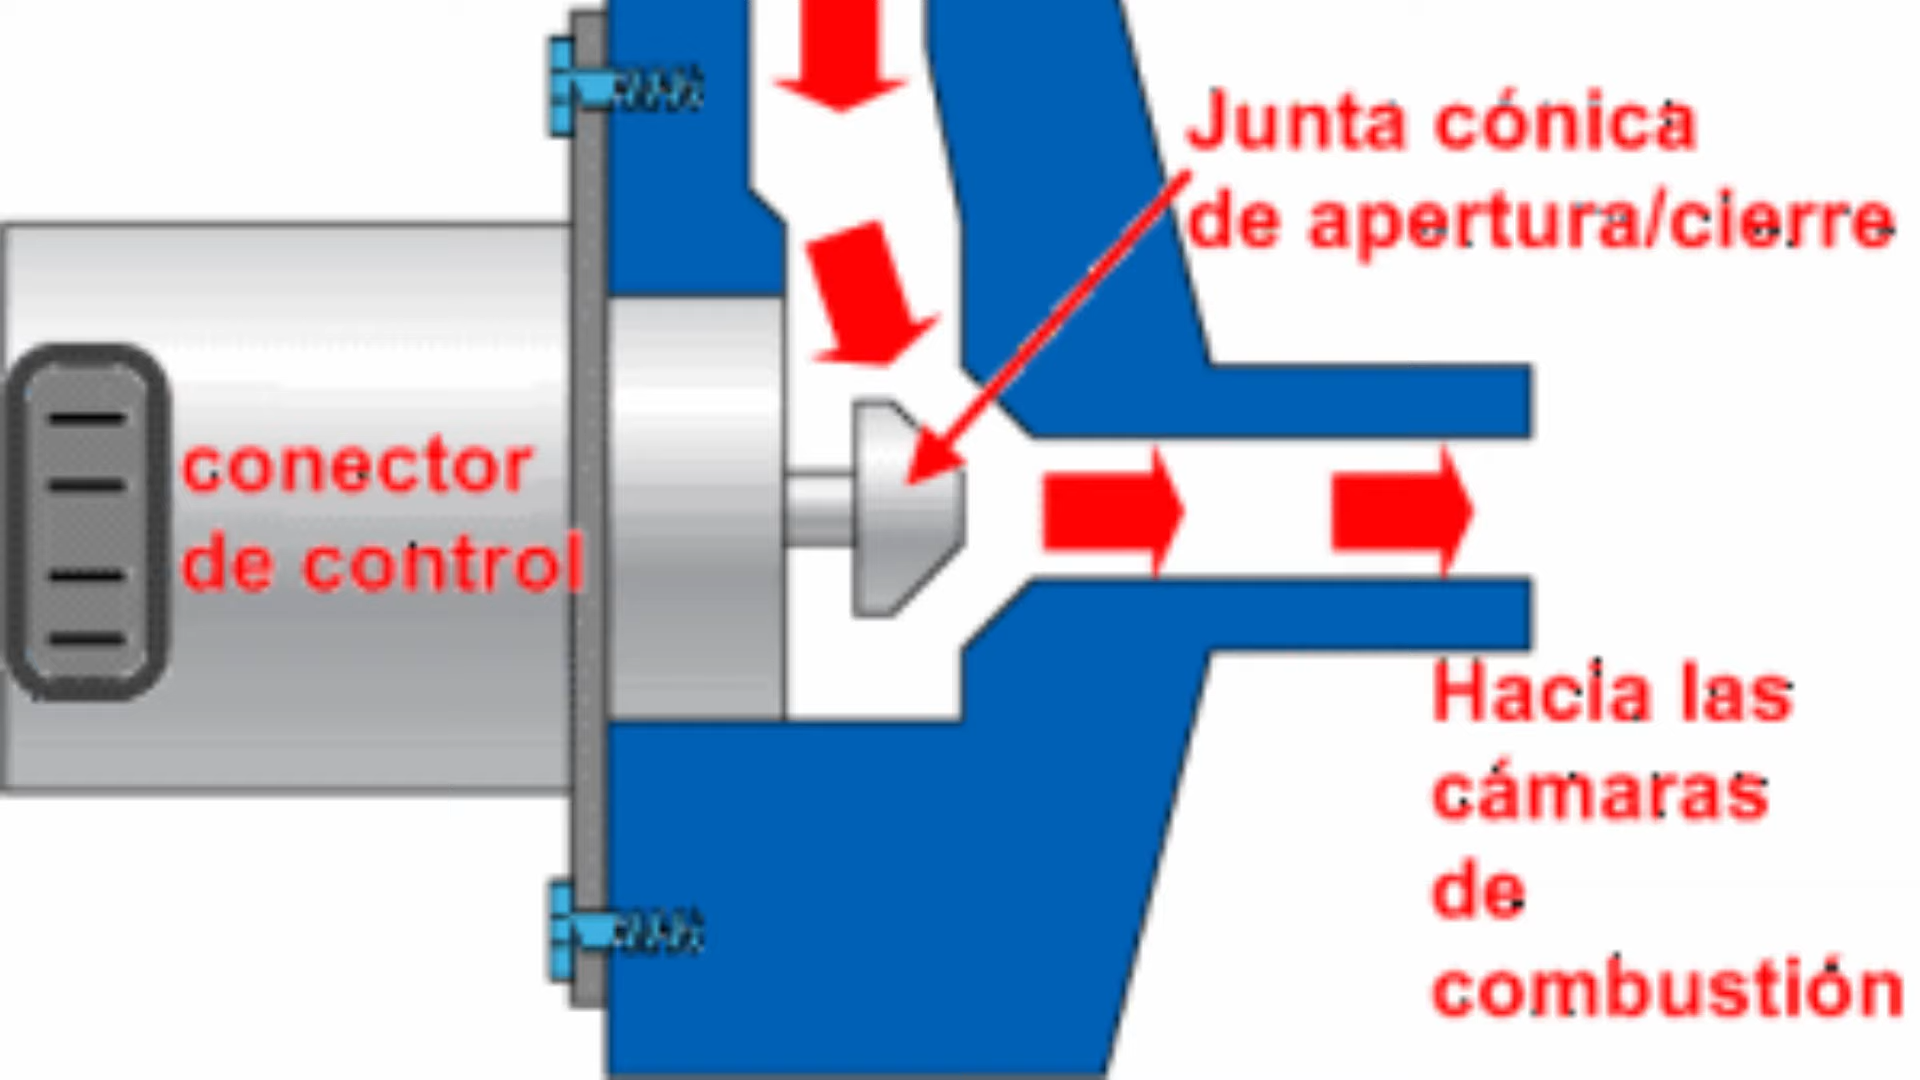 Junta cónica
de apertura/cierre
conector
de control
Hacia las
cámaras
de
combustión